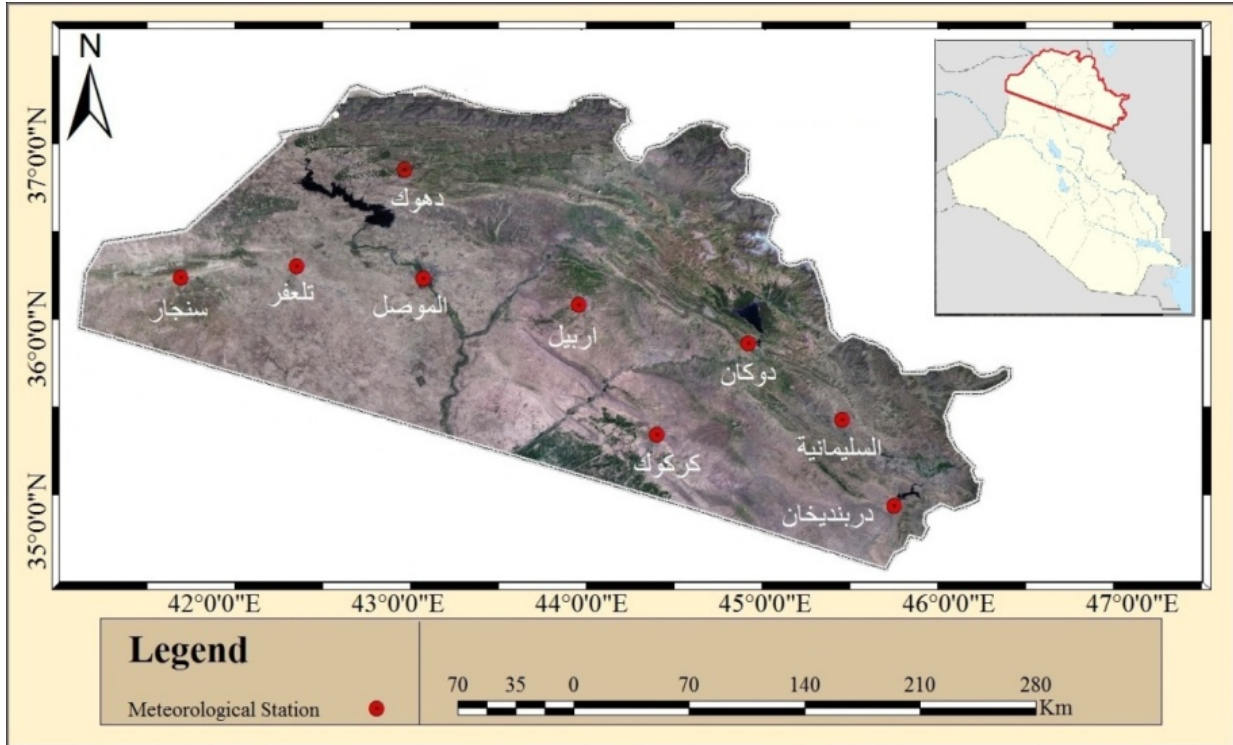 N
37°0'0"N
36°0'0"N
35°0'0"N
دهوك
سنجار
تلعفر
الموصل
اربيل
دوكان
السليمانية
كركوك
دربنديخان
42°0'0"E 43°0'0"E 44°0'0"E 45°0'0"E 46°0'0"E 47°0'0"E
Legend
Meteorological Station
70 35 0 70 140 210 280
Km